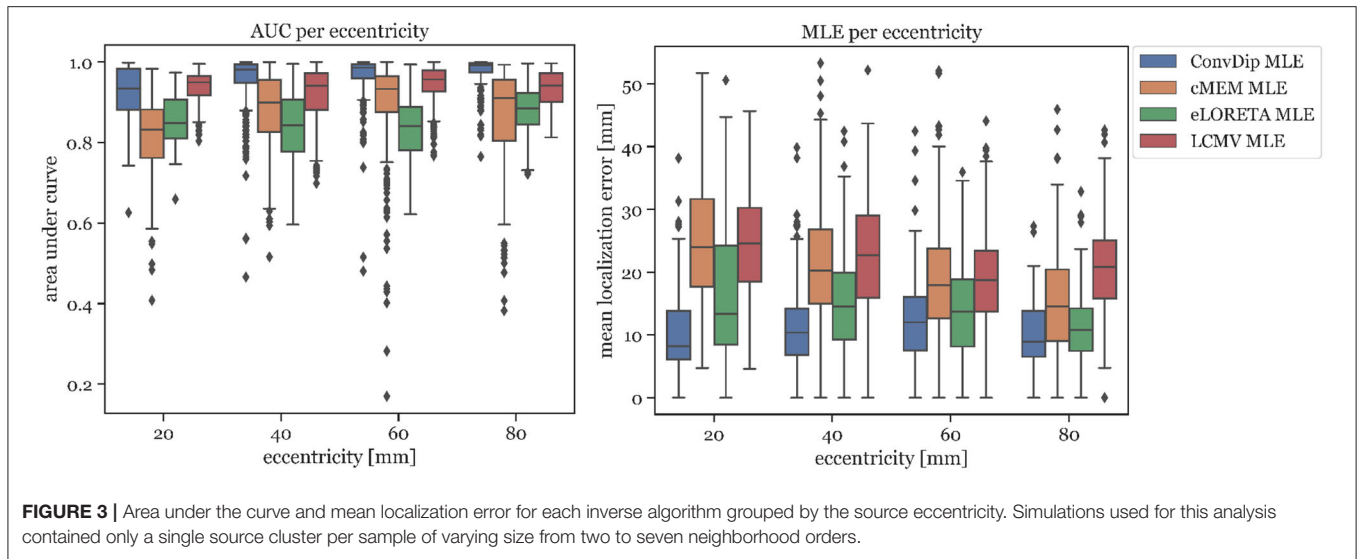 AUC per eccentricity
1.0
0.8
0.6
0.4
0.2
area under curve
20 40 60 80
eccentricity [mm]
MLE per eccentricity
50
40
30
20
10
0
mean localization error [mm]
20 40 60 80
eccentricity [mm]
ConvDip MLE
cMEM MLE
eLORETA MLE
LCMV MLE
FIGURE 3 | Area under the curve and mean localization error for each inverse algorithm grouped by the source eccentricity. Simulations used for this analysis
contained only a single source cluster per sample of varying size from two to seven neighborhood orders.